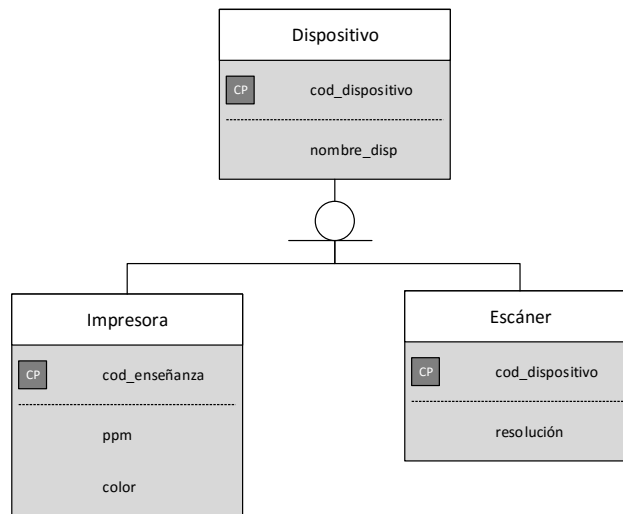 Dispositivo
CP cod_dispositivo
nombre_disp
Impresora
CP cod_enseñanza
ppm
color
Escáner
CP cod_dispositivo
resolución